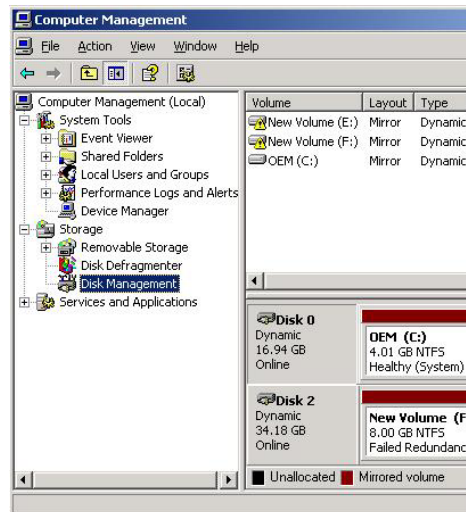 Computer Management
File Action View Window Help
Computer Management (Local)
System Tools
Event Viewer
Shared Folders
Local Users and Groups
Performance Logs and Alerts
Device Manager
Storage
Removable Storage
Disk Defragmenter
Disk Management
Services and Applications
Volume Layout Type
New Volume (E:) Mirror Dynamic
New Volume (F:) Mirror Dynamic
OEM (C:) Mirror Dynamic
Disk 0
Dynamic
16.94 GB
Online
OEM (C:)
4.01 GB NTFS
Healthy (System)
Disk 2
Dynamic
34.18 GB
Online
New Volume (F
8.00 GB NTFS
Failed Redundanc
Unallocated Mirrored volume